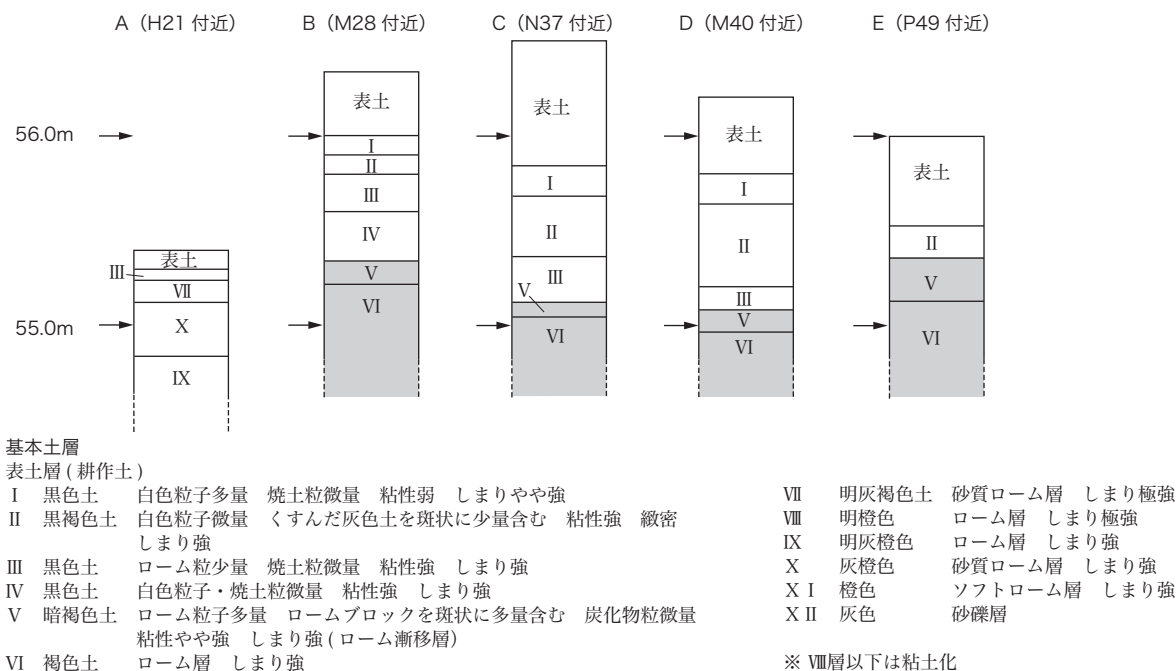 A（H21 付近）
B（M28 付近）
C（N37 付近）
D（M40 付近）
E（P49 付近）
56.0m
55.0m
表土
Ⅲ
Ⅶ
Ⅹ
Ⅸ
表土
Ⅰ
Ⅱ
Ⅲ
Ⅳ
Ⅴ
Ⅵ
表土
Ⅰ
Ⅱ
Ⅲ
Ⅴ
Ⅵ
表土
Ⅰ
Ⅱ
Ⅲ
Ⅴ
Ⅵ
表土
Ⅱ
Ⅴ
Ⅵ
基本土層
表土層 ( 耕作土 )
Ⅰ 黒色土 白色粒子多量 焼土粒微量 粘性弱 しまりやや強
Ⅱ 黒褐色土 白色粒子微量 くすんだ灰色土を斑状に少量含む 粘性強 緻密
しまり強
Ⅲ 黒色土 ローム粒少量 焼土粒微量 粘性強 しまり強
Ⅳ 黒色土 白色粒子・焼土粒微量 粘性強 しまり強
Ⅴ 暗褐色土 ローム粒子多量 ロームブロックを斑状に多量含む 炭化物粒微量
粘性やや強 しまり強 ( ローム漸移層）
Ⅵ 褐色土 ローム層 しまり強
Ⅶ 明灰褐色土 砂質ローム層 しまり極強
Ⅷ 明橙色 ローム層 しまり極強
Ⅸ 明灰橙色 ローム層 しまり強
Ⅹ 灰橙色 砂質ローム層 しまり強
ⅩⅠ 橙色 ソフトローム層 しまり強
ⅩⅡ 灰色 砂礫層
※ Ⅷ層以下は粘土化